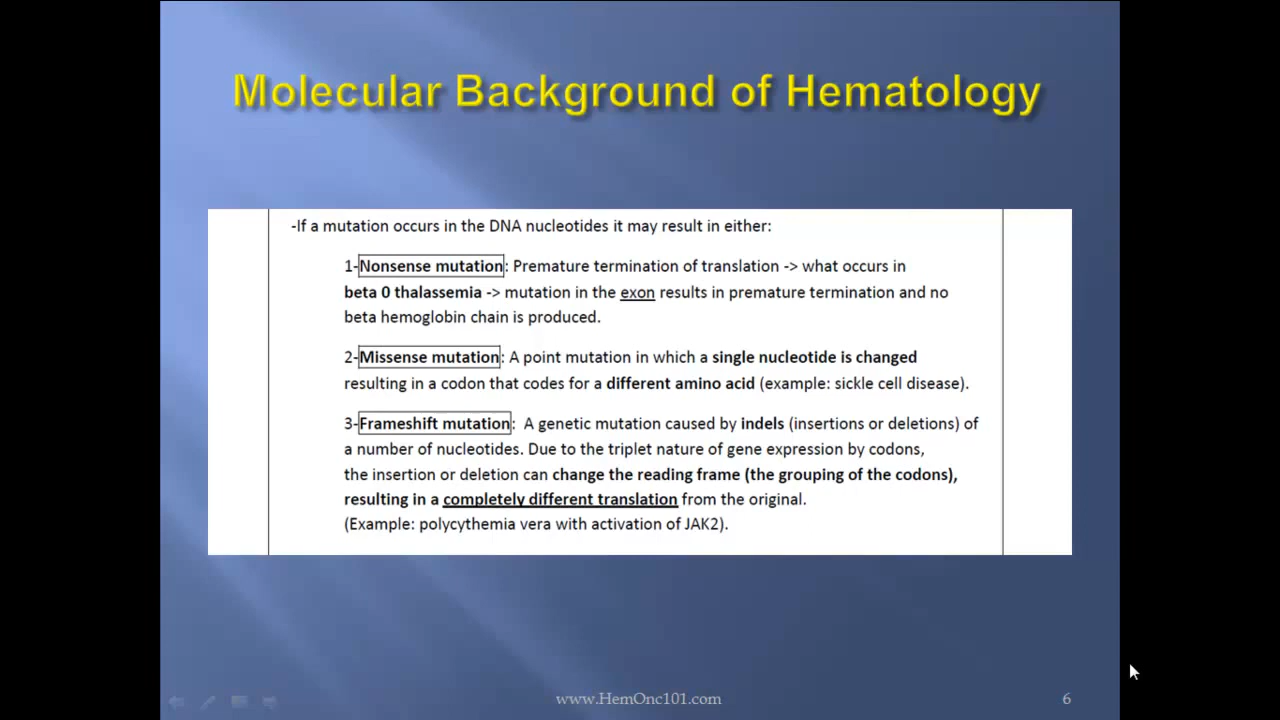 Molecular Background of Hematology
-If a mutation occurs in the DNA nucleotides it may result in either:
1-Nonsense mutation: Premature termination of translation -> what occurs in
beta 0 thalassemia -> mutation in the exon results in premature termination and no
beta hemoglobin chain is produced.
2-Missense mutation: A point mutation in which a single nucleotide is changed
resulting in a codon that codes for a different amino acid (example: sickle cell disease).
3-Frameshift mutation: A genetic mutation caused by indels (insertions or deletions) of
a number of nucleotides. Due to the triplet nature of gene expression by codons,
the insertion or deletion can change the reading frame (the grouping of the codons),
resulting in a completely different translation from the original.
(Example: polycythemia vera with activation of JAK2).
www.HemOnc101.com
6